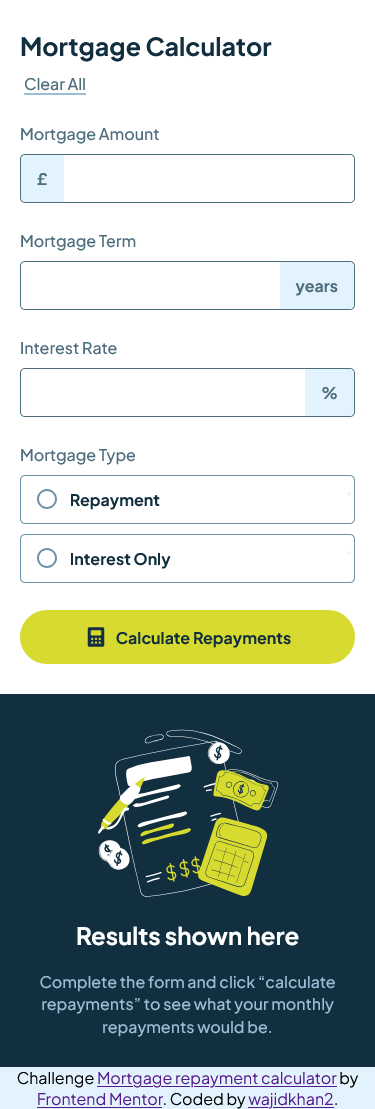 Mortgage Calculator
Clear All
Mortgage Amount
£
Mortgage Term
years
Interest Rate
%
Mortgage Type
Repayment
Interest Only
Calculate Repayments
$
$
$
$
$$$
Results shown here
Complete the form and click “calculate
repayments” to see what your monthly
repayments would be.
Challenge Mortgage repayment calculator by
Frontend Mentor. Coded by wajidkhan2.